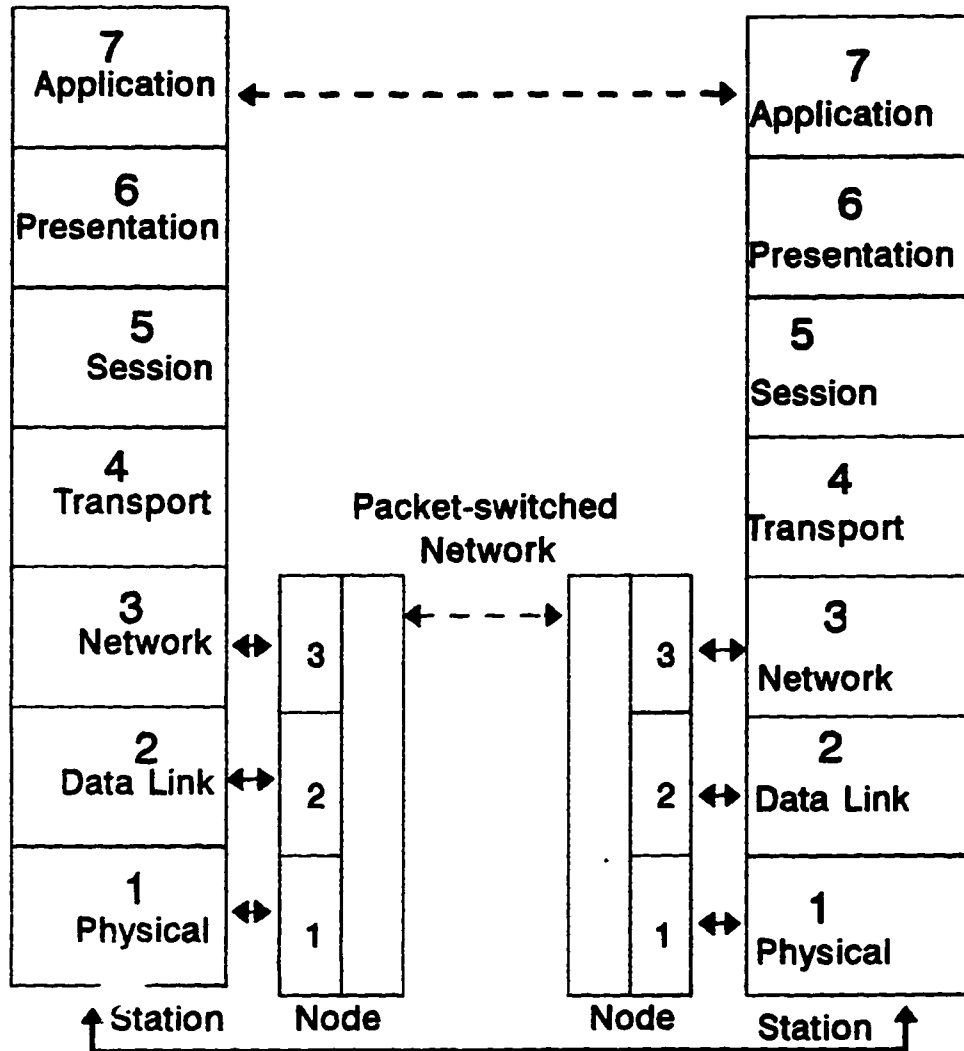 7
Application
6
Presentation
5
Session
4
Transport
3
Network
2
Data Link
1
Physical
Station
Packet-switched
Network
3
2
1
Node
3
2
1
Node
7
Application
6
Presentation
5
Session
4
Transport
3
Network
2
Data Link
1
Physical
Station